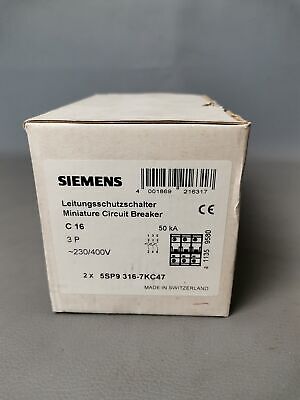 SIEMENS
4 001869 216317
Leitungsschutzschalter
Miniature Circuit Breaker
CE
C 16
50 kA
3 P
~230/400V
2 x 5SP9 316-7KC47
MADE IN SWITZERLAND